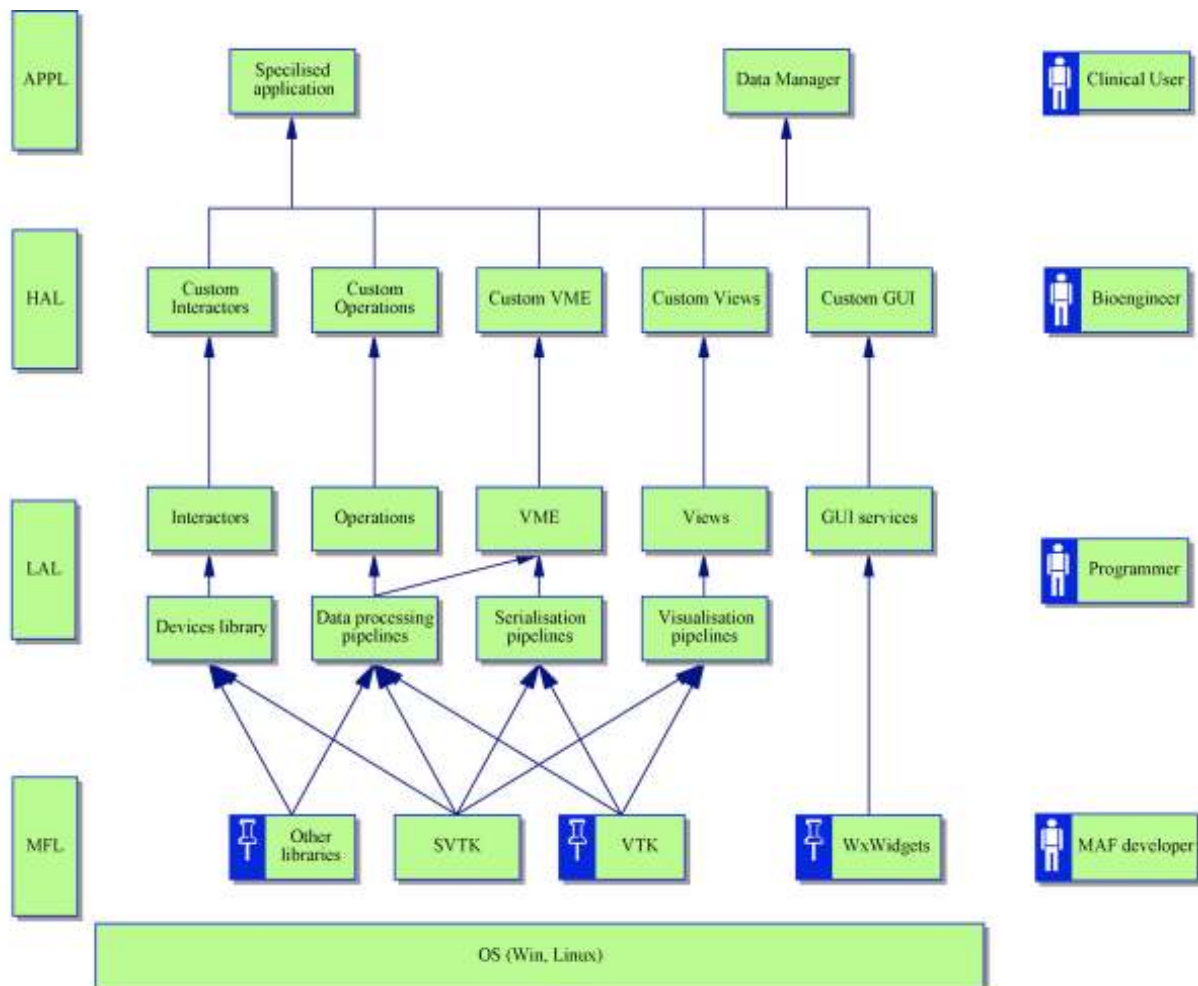 APPL
Specilised
application
Data Manager
Clinical User
HAL
Custom
Interactors
Custom
Operations
Custom VME
Custom Views
Custom GUI
Bioengineer
LAL
Interactors
Operations
VME
Views
GUI services
Programmer
Devices library
Data processing
pipelines
Serialisation
pipelines
Visualisation
pipelines
MFL
Other
libraries
SVTK
VTK
WxWidgets
MAF developer
OS (Win, Linux)